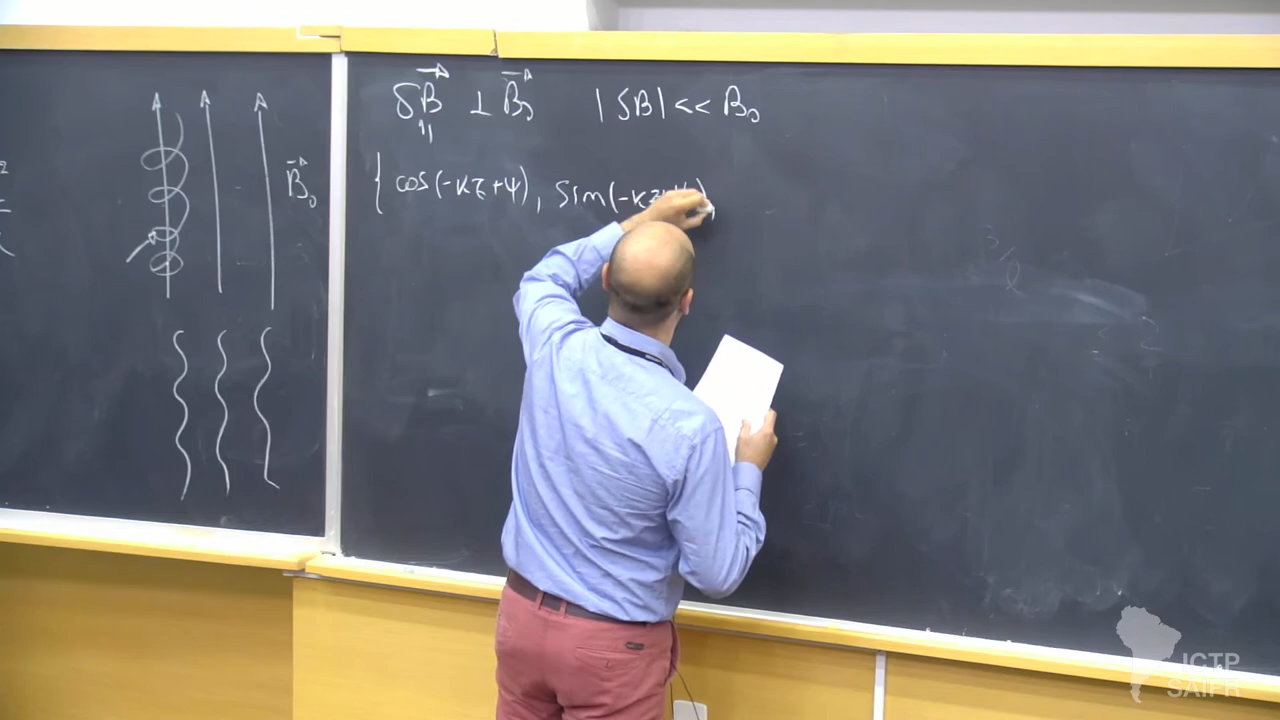 δB⃗ ⊥ B⃗₀ |δB| << B₀
{ cos(-kz+ψ), sin(-kz+ψ),
B⃗₀
ICTP
SAIFR